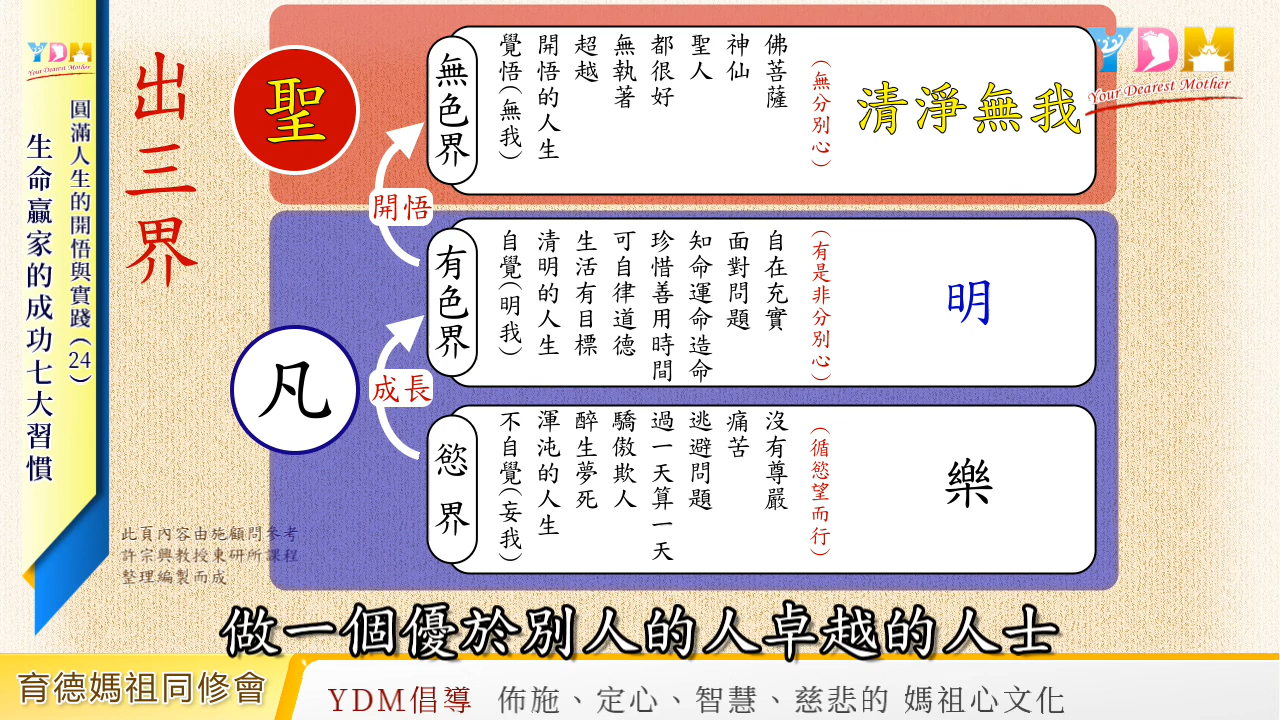 YDM
Your Dearest Mother
圓滿人生的開悟與實踐(24)
生命贏家的成功七大習慣
出三界
聖
凡
開悟
成長
無色界
覺悟(無我)
開悟的人生
超越
無執著
都很好
聖人
神仙
佛菩薩
(無分別心)
清淨無我
YDM
Your Dearest Mother
有色界
自覺(明我)
清明的人生
生活有目標
可自律道德
珍惜善用時間
知命運命造命
面對問題
自在充實
(有是非分別心)
明
慾界
不自覺(妄我)
渾沌的人生
醉生夢死
驕傲欺人
過一天算一天
逃避問題
痛苦
沒有尊嚴
(循慾望而行)
樂
此頁內容由施顧問參考
許宗興教授東研所課程
整理編製而成
做一個優於別人的人卓越的人士
育德媽祖同修會
YDM倡導 佈施、定心、智慧、慈悲的 媽祖心文化